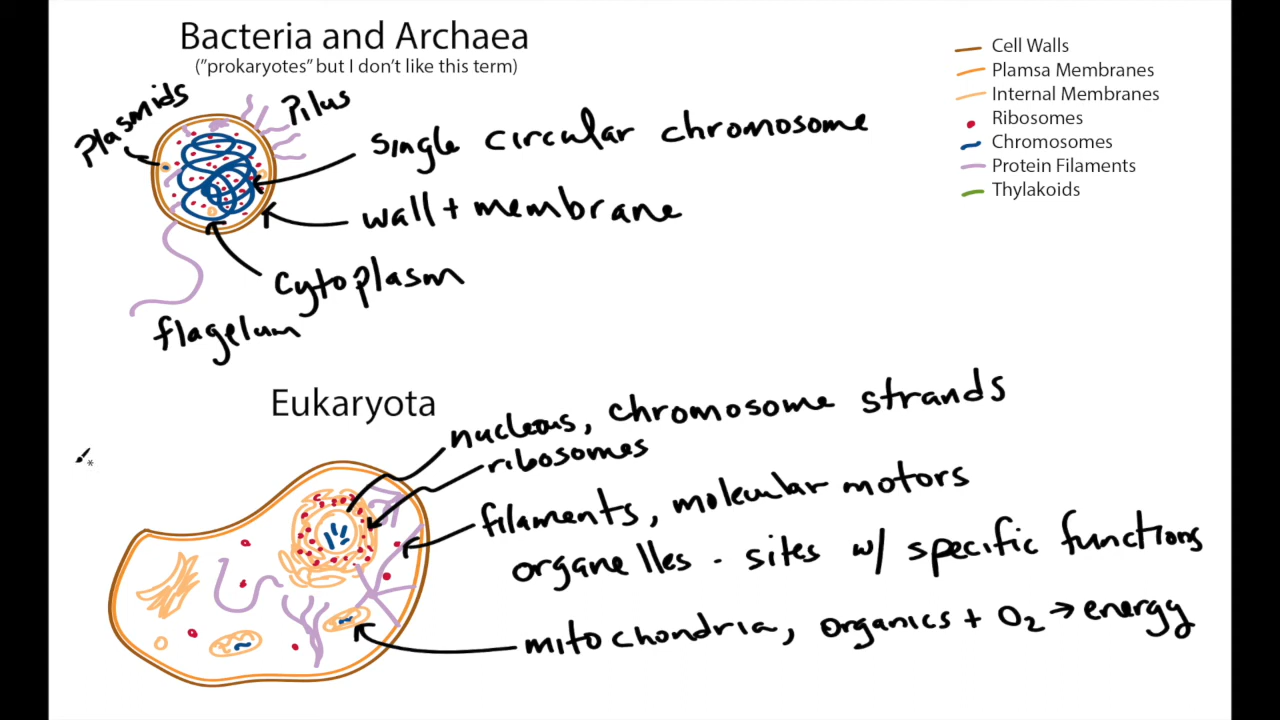 Bacteria and Archaea
("prokaryotes" but I don't like this term)
Plasmids
Pilus
single circular chromosome
wall + membrane
cytoplasm
flagelum
Cell Walls
Plamsa Membranes
Internal Membranes
Ribosomes
Chromosomes
Protein Filaments
Thylakoids
Eukaryota
nucleous, chromosome strands
ribosomes
filaments, molecular motors
organelles - sites w/ specific functions
mitochondria, organics + O₂ → energy